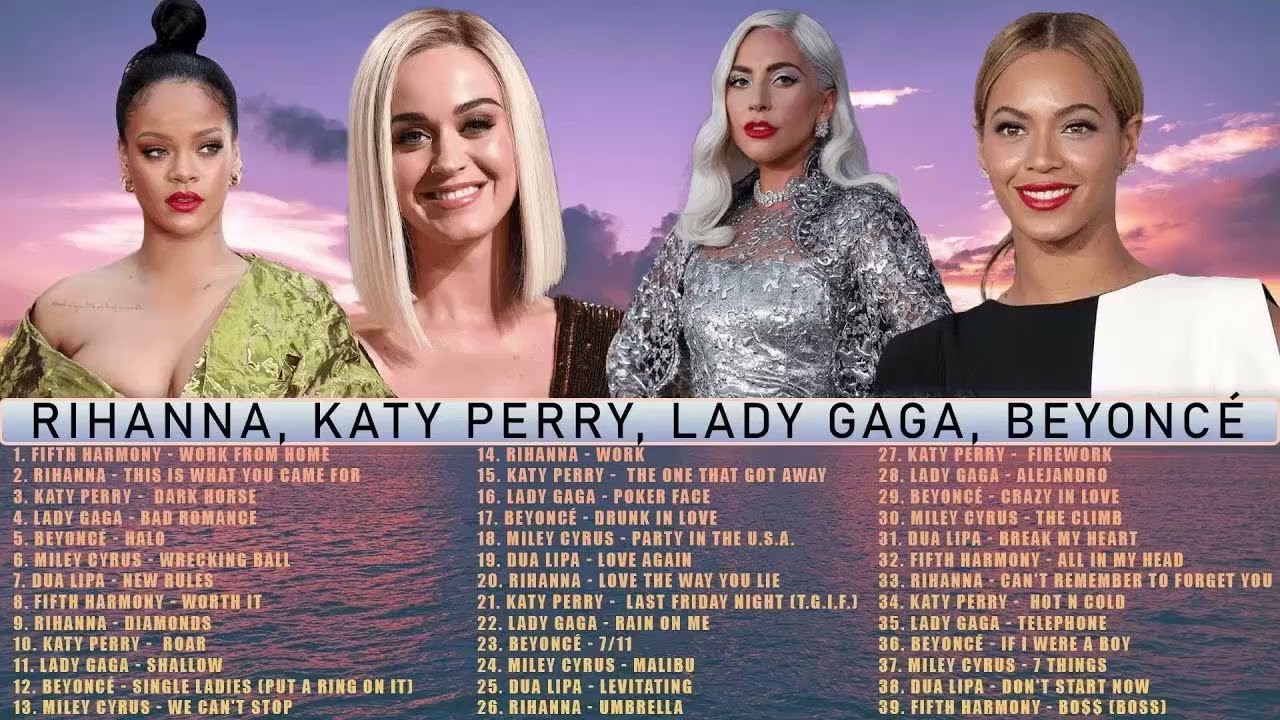 RIHANNA, KATY PERRY, LADY GAGA, BEYONCÉ
1. FIFTH HARMONY - WORK FROM HOME
2. RIHANNA - THIS IS WHAT YOU CAME FOR
3. KATY PERRY - DARK HORSE
4. LADY GAGA - BAD ROMANCE
5. BEYONCÉ - HALO
6. MILEY CYRUS - WRECKING BALL
7. DUA LIPA - NEW RULES
8. FIFTH HARMONY - WORTH IT
9. RIHANNA - DIAMONDS
10. KATY PERRY - ROAR
11. LADY GAGA - SHALLOW
12. BEYONCÉ - SINGLE LADIES (PUT A RING ON IT)
13. MILEY CYRUS - WE CAN'T STOP
14. RIHANNA - WORK
15. KATY PERRY - THE ONE THAT GOT AWAY
16. LADY GAGA - POKER FACE
17. BEYONCÉ - DRUNK IN LOVE
18. MILEY CYRUS - PARTY IN THE U.S.A.
19. DUA LIPA - LOVE AGAIN
20. RIHANNA - LOVE THE WAY YOU LIE
21. KATY PERRY - LAST FRIDAY NIGHT (T.G.I.F.)
22. LADY GAGA - RAIN ON ME
23. BEYONCÉ - 7/11
24. MILEY CYRUS - MALIBU
25. DUA LIPA - LEVITATING
26. RIHANNA - UMBRELLA
27. KATY PERRY - FIREWORK
28. LADY GAGA - ALEJANDRO
29. BEYONCÉ - CRAZY IN LOVE
30. MILEY CYRUS - THE CLIMB
31. DUA LIPA - BREAK MY HEART
32. FIFTH HARMONY - ALL IN MY HEAD
33. RIHANNA - CAN'T REMEMBER TO FORGET YOU
34. KATY PERRY - HOT N COLD
35. LADY GAGA - TELEPHONE
36. BEYONCÉ - IF I WERE A BOY
37. MILEY CYRUS - 7 THINGS
38. DUA LIPA - DON'T START NOW
39. FIFTH HARMONY - BO$$ (BOSS)